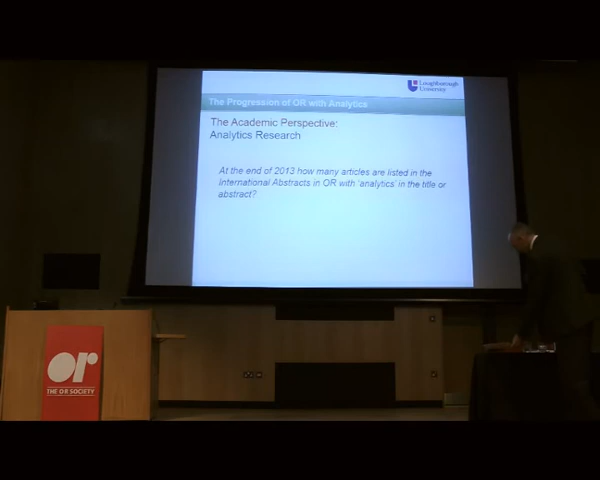 Loughborough
University
The Progression of OR with Analytics
The Academic Perspective:
Analytics Research
At the end of 2013 how many articles are listed in the
International Abstracts in OR with 'analytics' in the title or
abstract?
or
THE OR SOCIETY